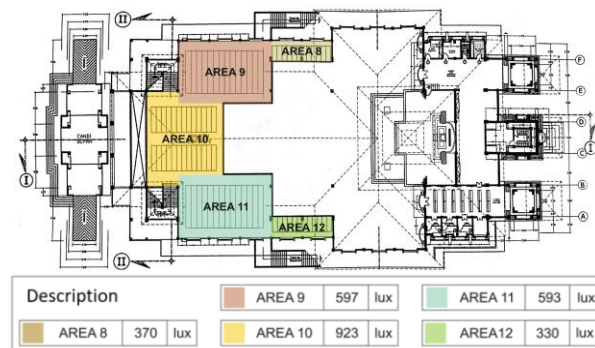 II
AREA 8
AREA 9
F
E
CANDI
AREA 10
D
I
I
C
AREA 11
B
A
AREA 12
II
Description
AREA 9 597 lux
AREA 11 593 lux
AREA 8 370 lux
AREA 10 923 lux
AREA12 330 lux